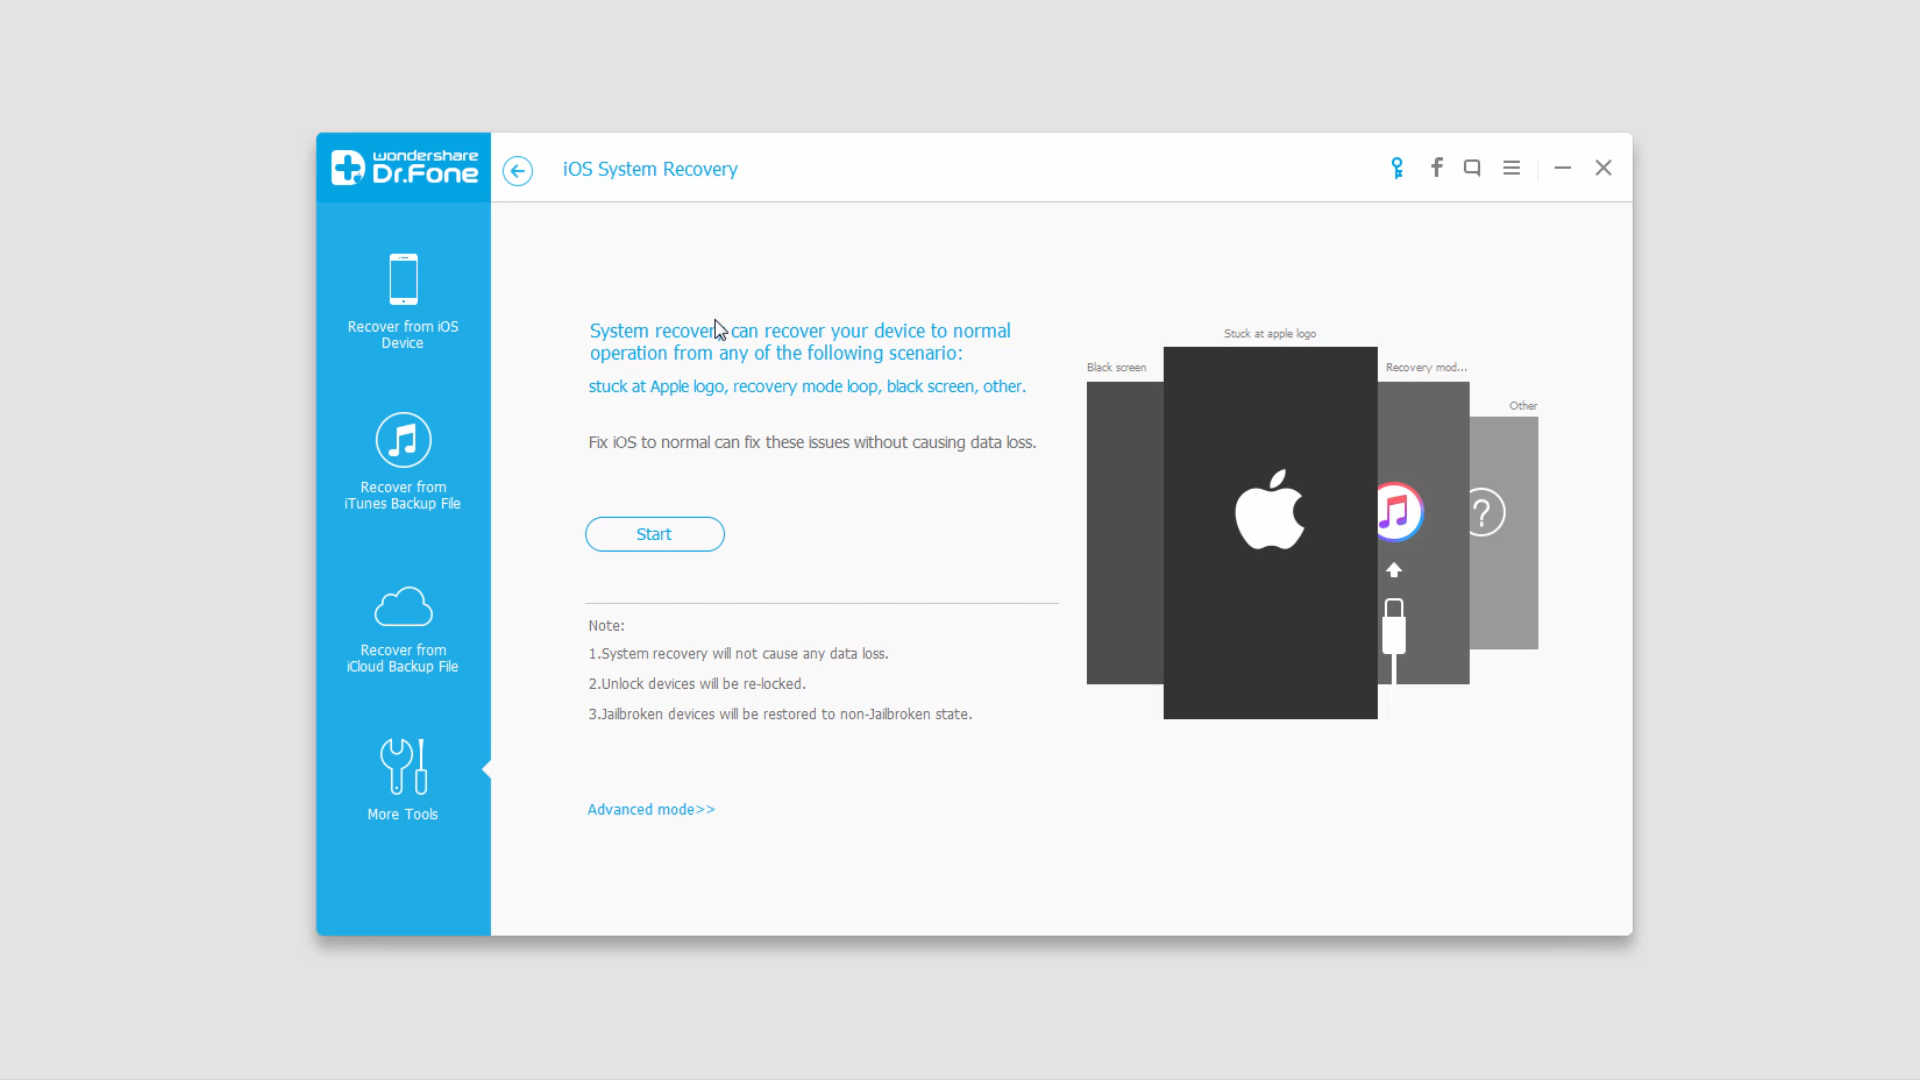 wondershare
Dr.Fone
iOS System Recovery
Recover from iOS
Device
Recover from
iTunes Backup File
Recover from
iCloud Backup File
More Tools
System recovery can recover your device to normal
operation from any of the following scenario:
stuck at Apple logo, recovery mode loop, black screen, other.
Fix iOS to normal can fix these issues without causing data loss.
Start
Note:
1.System recovery will not cause any data loss.
2.Unlock devices will be re-locked.
3.Jailbroken devices will be restored to non-Jailbroken state.
Advanced mode>>
Stuck at apple logo
Black screen
Recovery mod...
Other
?